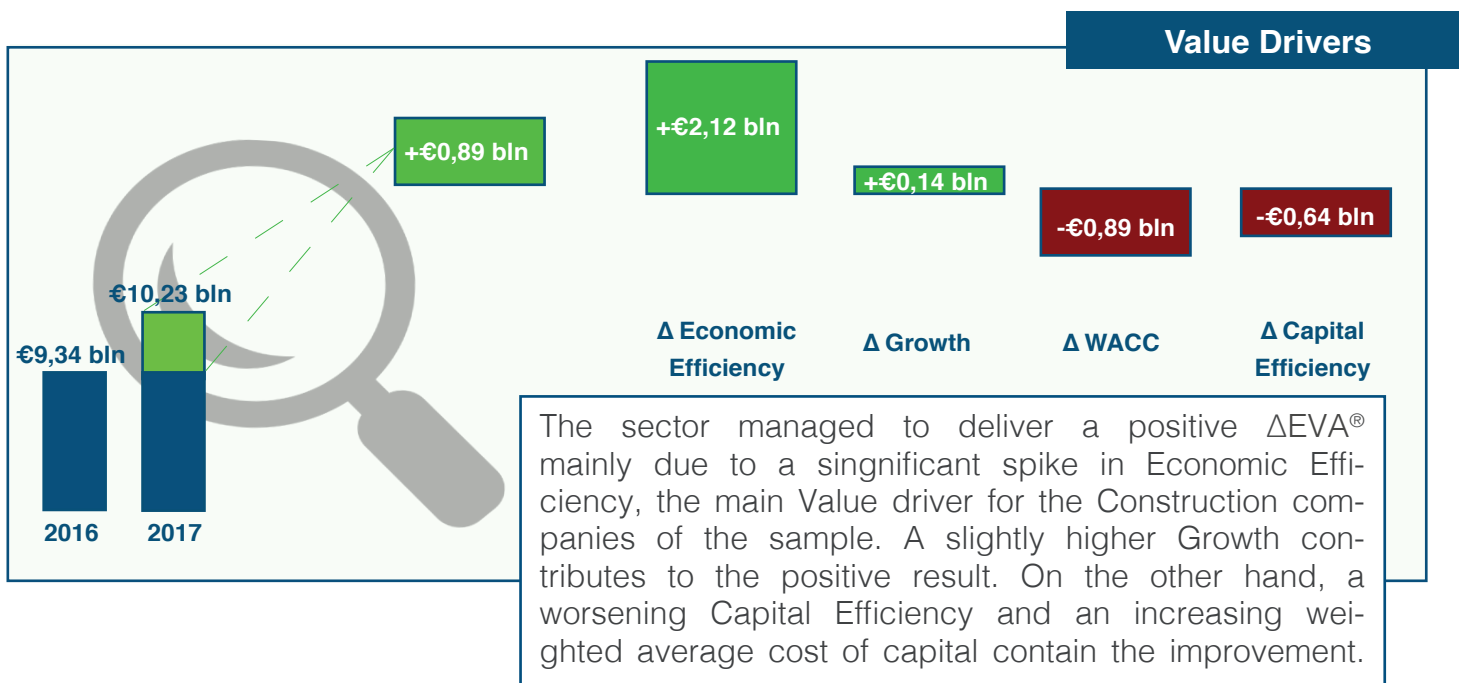 Value Drivers
+€0,89 bln
+€2,12 bln
+€0,14 bln
-€0,89 bln
-€0,64 bln
€10,23 bln
€9,34 bln
2016
2017
Δ Economic
Efficiency
Δ Growth
Δ WACC
Δ Capital
Efficiency
The sector managed to deliver a positive ΔEVA®
mainly due to a singnificant spike in Economic Effi-
ciency, the main Value driver for the Construction com-
panies of the sample. A slightly higher Growth con-
tributes to the positive result. On the other hand, a
worsening Capital Efficiency and an increasing wei-
ghted average cost of capital contain the improvement.